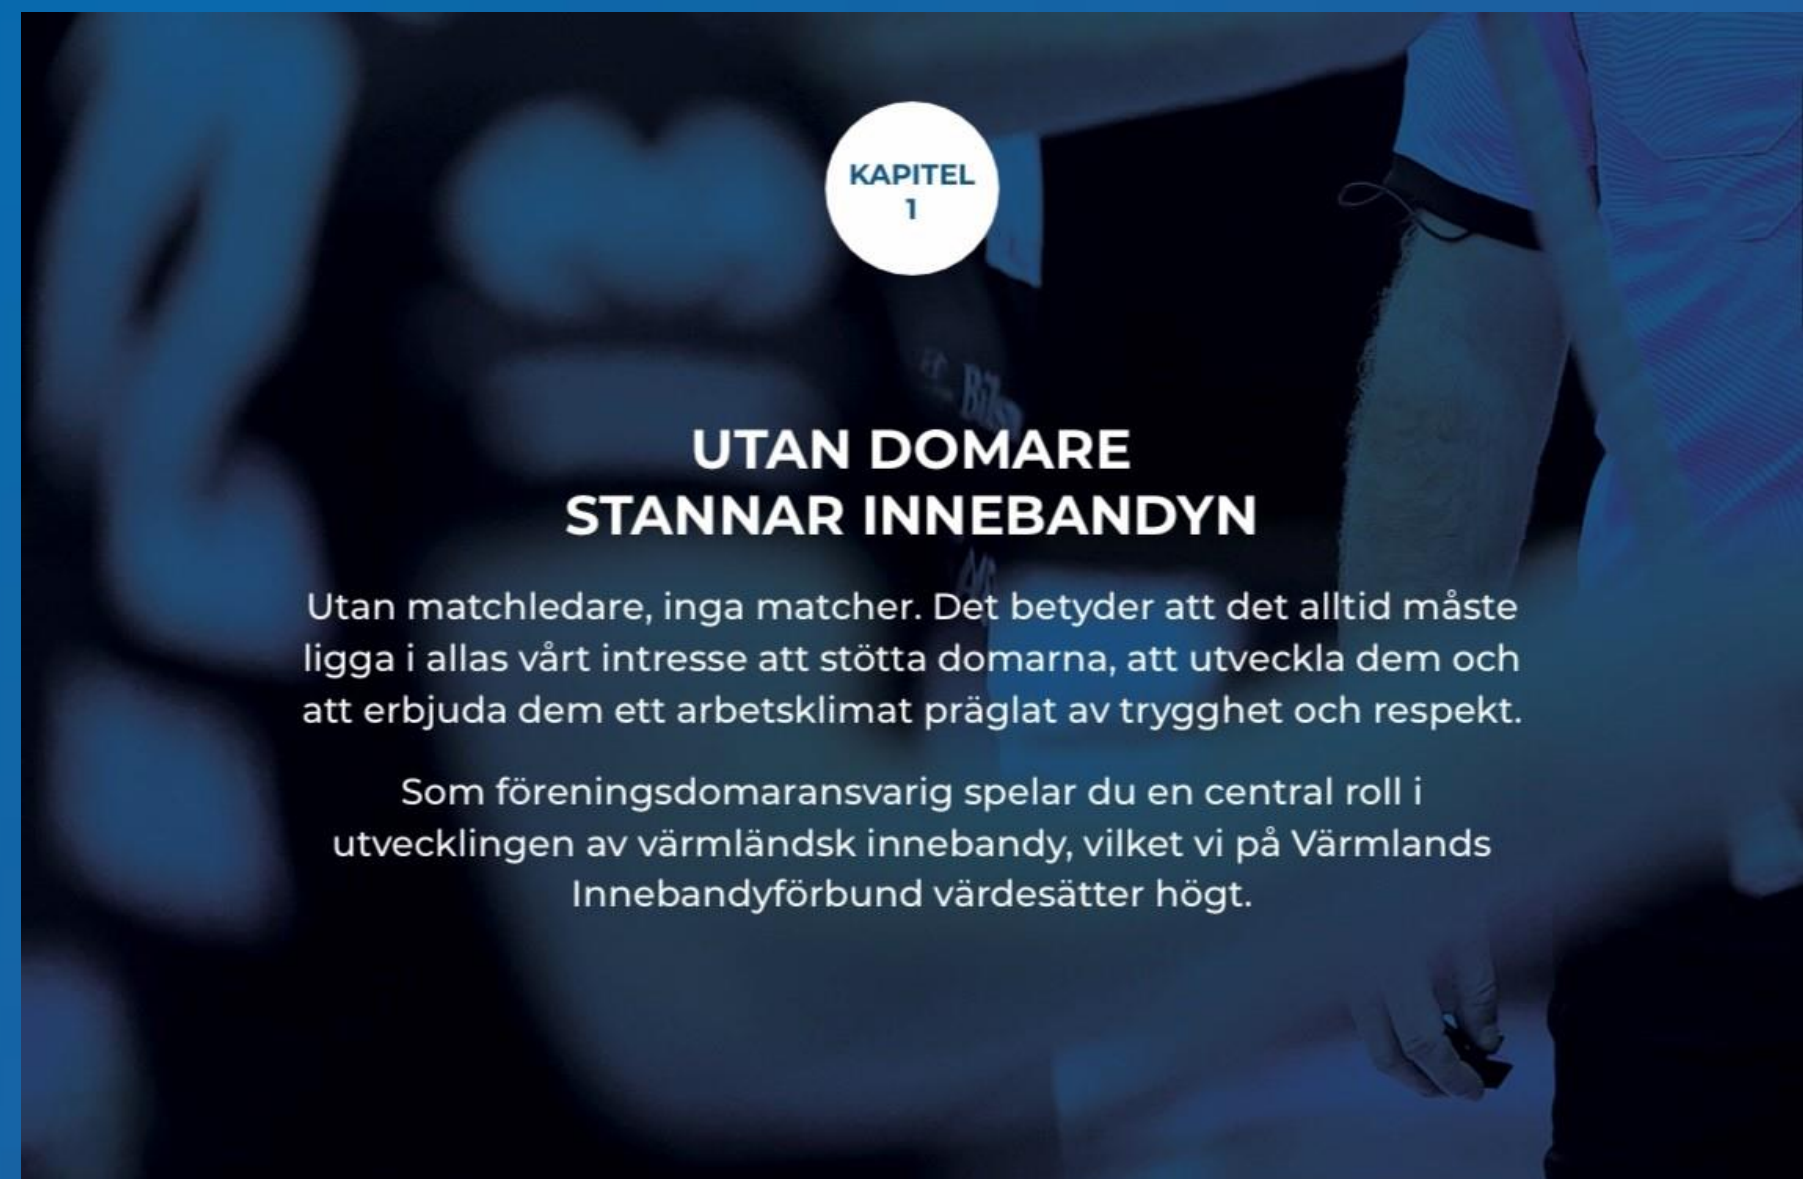 KAPITEL
1
UTAN DOMARE
STANNAR INNEBANDYN
Utan matchledare, inga matcher. Det betyder att det alltid måste
ligga i allas vårt intresse att stötta domarna, att utveckla dem och
att erbjuda dem ett arbetsklimat präglat av trygghet och respekt.
Som föreningsdomaransvarig spelar du en central roll i
utvecklingen av värmländsk innebandy, vilket vi på Värmlands
Innebandyförbund värdesätter högt.